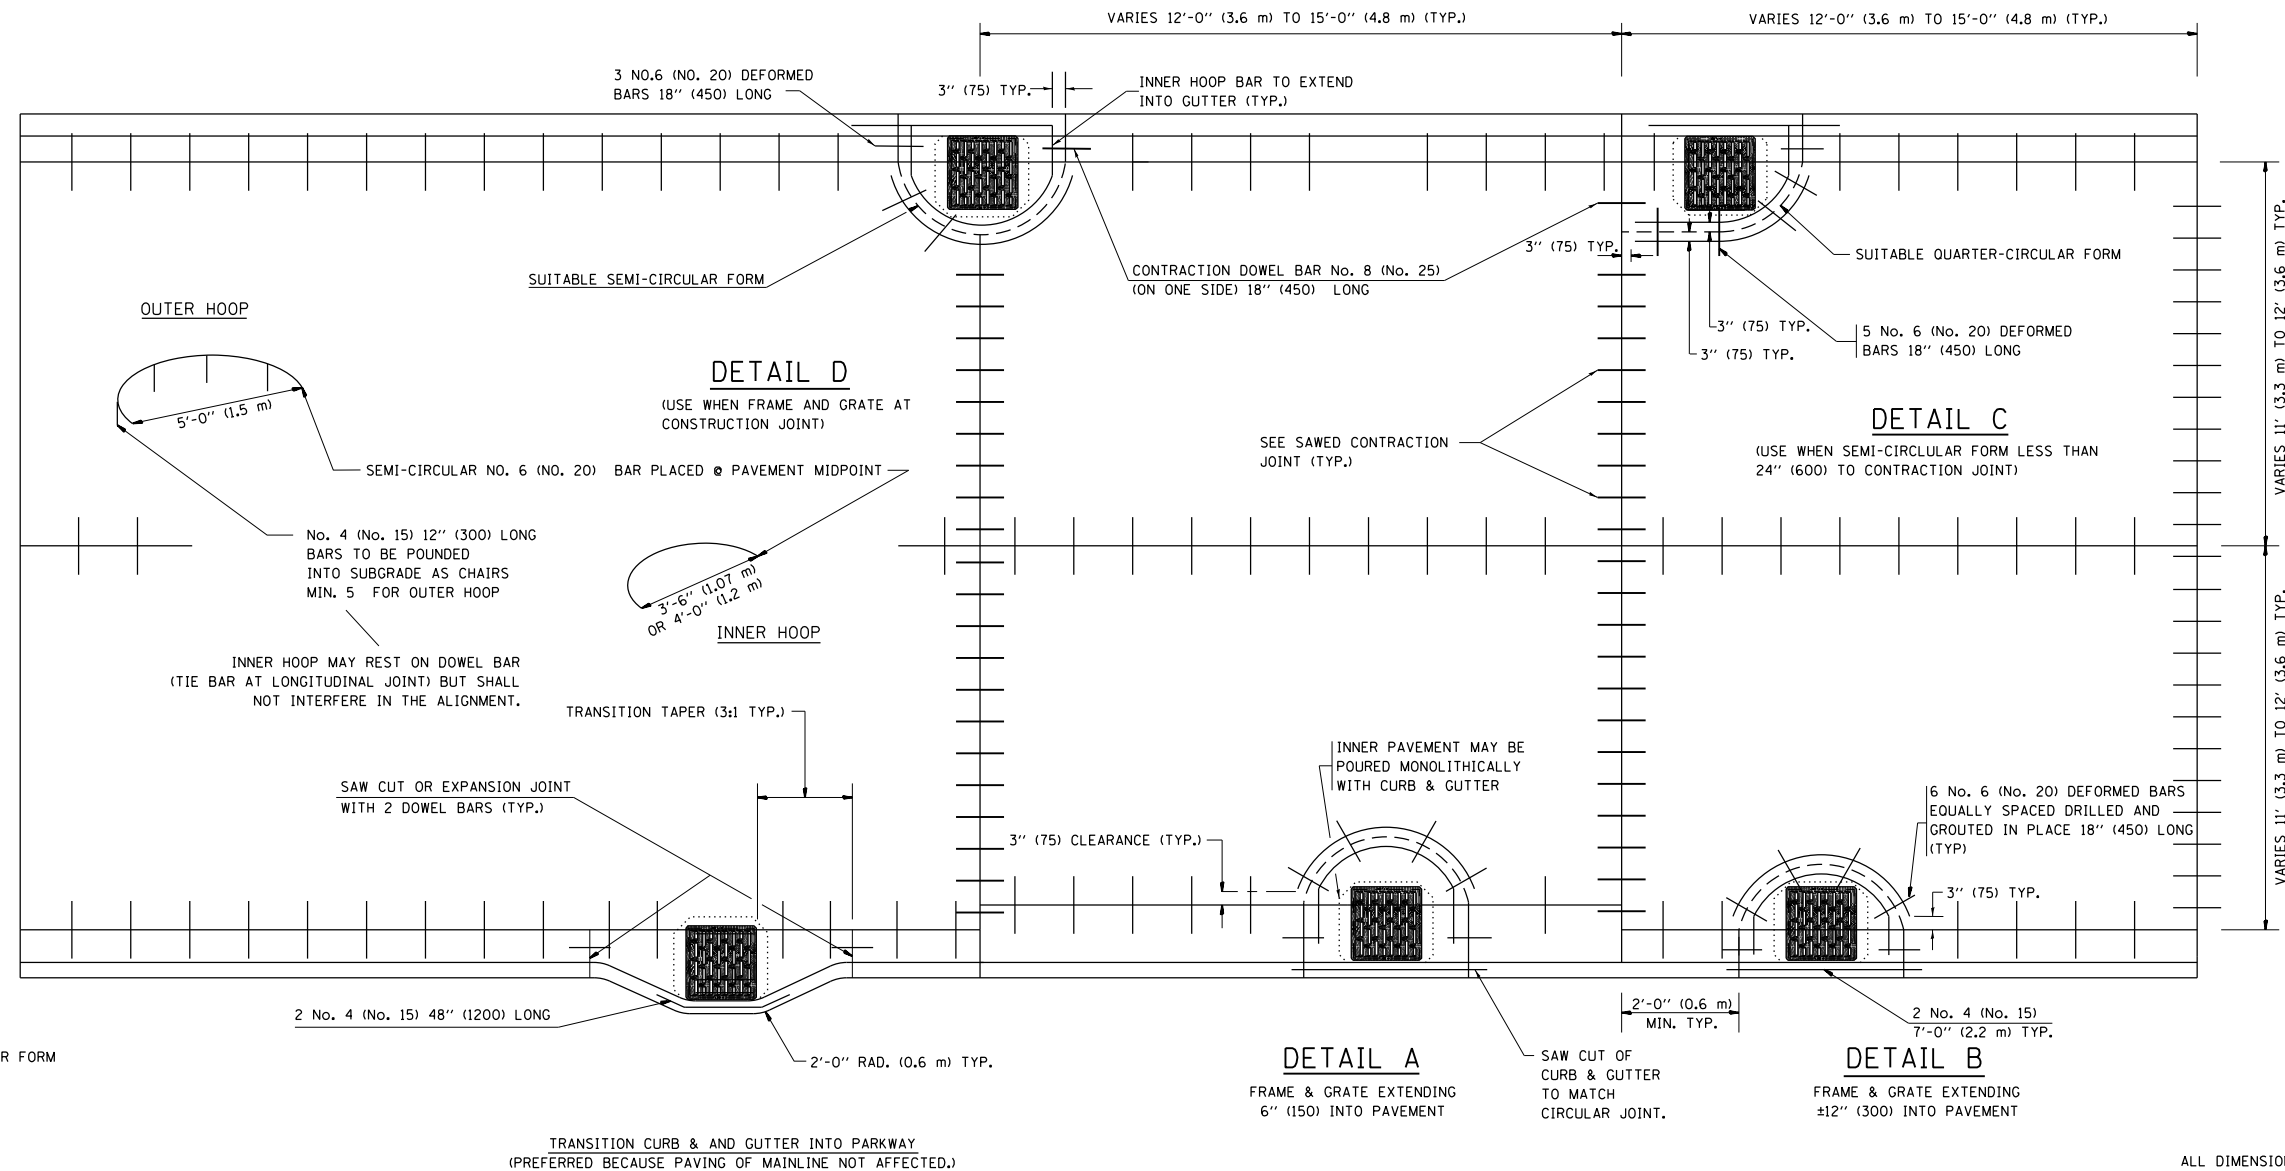 VARIES 12'-0'' (3.6 m) TO 15'-0'' (4.8 m) (TYP.)
VARIES 12'-0'' (3.6 m) TO 15'-0'' (4.8 m) (TYP.)
3 NO.6 (NO. 20) DEFORMED
BARS 18'' (450) LONG
3'' (75) TYP.
INNER HOOP BAR TO EXTEND
INTO GUTTER (TYP.)
SUITABLE SEMI-CIRCULAR FORM
CONTRACTION DOWEL BAR No. 8 (No. 25)
(ON ONE SIDE) 18'' (450) LONG
3'' (75) TYP.
SUITABLE QUARTER-CIRCULAR FORM
3'' (75) TYP.
3'' (75) TYP.
5 No. 6 (No. 20) DEFORMED
BARS 18'' (450) LONG
VARIES 11' (3.3 m) TO 12' (3.6 m) TYP.
OUTER HOOP
5'-0'' (1.5 m)
DETAIL D
(USE WHEN FRAME AND GRATE AT
CONSTRUCTION JOINT)
SEMI-CIRCULAR NO. 6 (NO. 20) BAR PLACED @ PAVEMENT MIDPOINT
SEE SAWED CONTRACTION
JOINT (TYP.)
DETAIL C
(USE WHEN SEMI-CIRCLULAR FORM LESS THAN
24'' (600) TO CONTRACTION JOINT)
No. 4 (No. 15) 12'' (300) LONG
BARS TO BE POUNDED
INTO SUBGRADE AS CHAIRS
MIN. 5 FOR OUTER HOOP
3'-6'' (1.07 m)
OR 4'-0'' (1.2 m)
INNER HOOP
INNER HOOP MAY REST ON DOWEL BAR
(TIE BAR AT LONGITUDINAL JOINT) BUT SHALL
NOT INTERFERE IN THE ALIGNMENT.
VARIES 11' (3.3 m) TO 12' (3.6 m) TYP.
TRANSITION TAPER (3:1 TYP.)
SAW CUT OR EXPANSION JOINT
WITH 2 DOWEL BARS (TYP.)
INNER PAVEMENT MAY BE
POURED MONOLITHICALLY
WITH CURB & GUTTER
3'' (75) CLEARANCE (TYP.)
6 No. 6 (No. 20) DEFORMED BARS
EQUALLY SPACED DRILLED AND
GROUTED IN PLACE 18'' (450) LONG
(TYP)
3'' (75) TYP.
2 No. 4 (No. 15) 48'' (1200) LONG
2'-0'' RAD. (0.6 m) TYP.
2'-0'' (0.6 m)
MIN. TYP.
2 No. 4 (No. 15)
7'-0'' (2.2 m) TYP.
R FORM
DETAIL A
FRAME & GRATE EXTENDING
6'' (150) INTO PAVEMENT
SAW CUT OF
CURB & GUTTER
TO MATCH
CIRCULAR JOINT.
DETAIL B
FRAME & GRATE EXTENDING
±12'' (300) INTO PAVEMENT
TRANSITION CURB & AND GUTTER INTO PARKWAY
(PREFERRED BECAUSE PAVING OF MAINLINE NOT AFFECTED.)
ALL DIMENSION